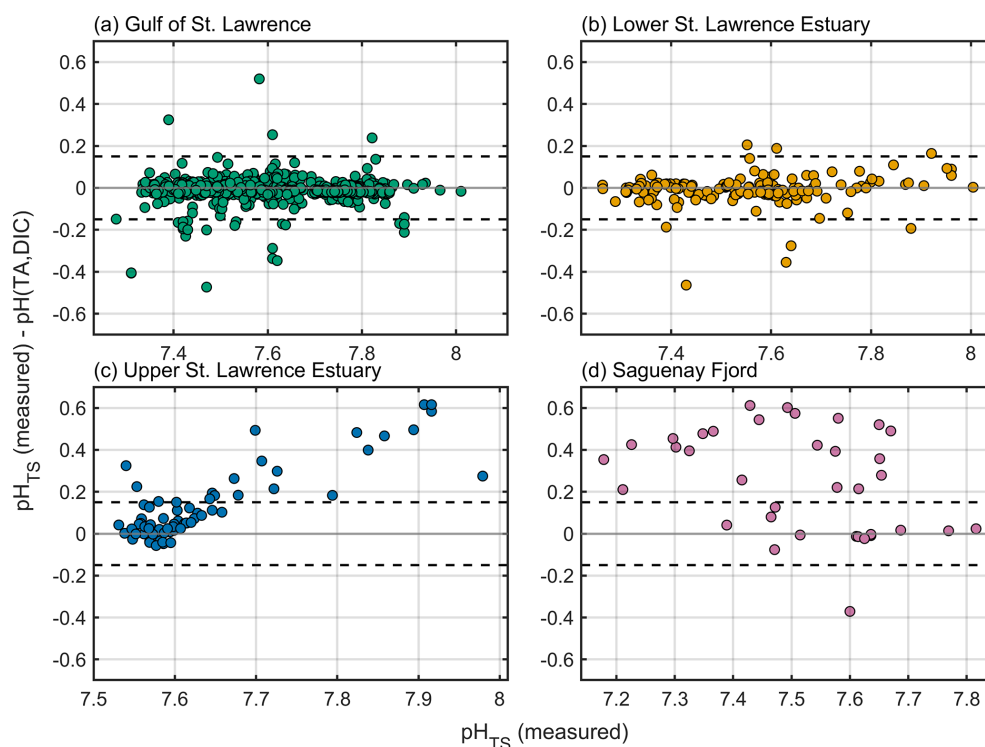 (a) Gulf of St. Lawrence
(b) Lower St. Lawrence Estuary
0.6
0.4
0.2
0
-0.2
-0.4
-0.6
7.4 7.6 7.8 8
0.6
0.4
0.2
0
-0.2
-0.4
-0.6
7.4 7.6 7.8 8
(c) Upper St. Lawrence Estuary
(d) Saguenay Fjord
0.6
0.4
0.2
0
-0.2
-0.4
-0.6
7.5 7.6 7.7 7.8 7.9 8
0.6
0.4
0.2
0
-0.2
-0.4
-0.6
7.2 7.3 7.4 7.5 7.6 7.7 7.8
pH_TS (measured) - pH(TA,DIC)
pH_TS (measured)